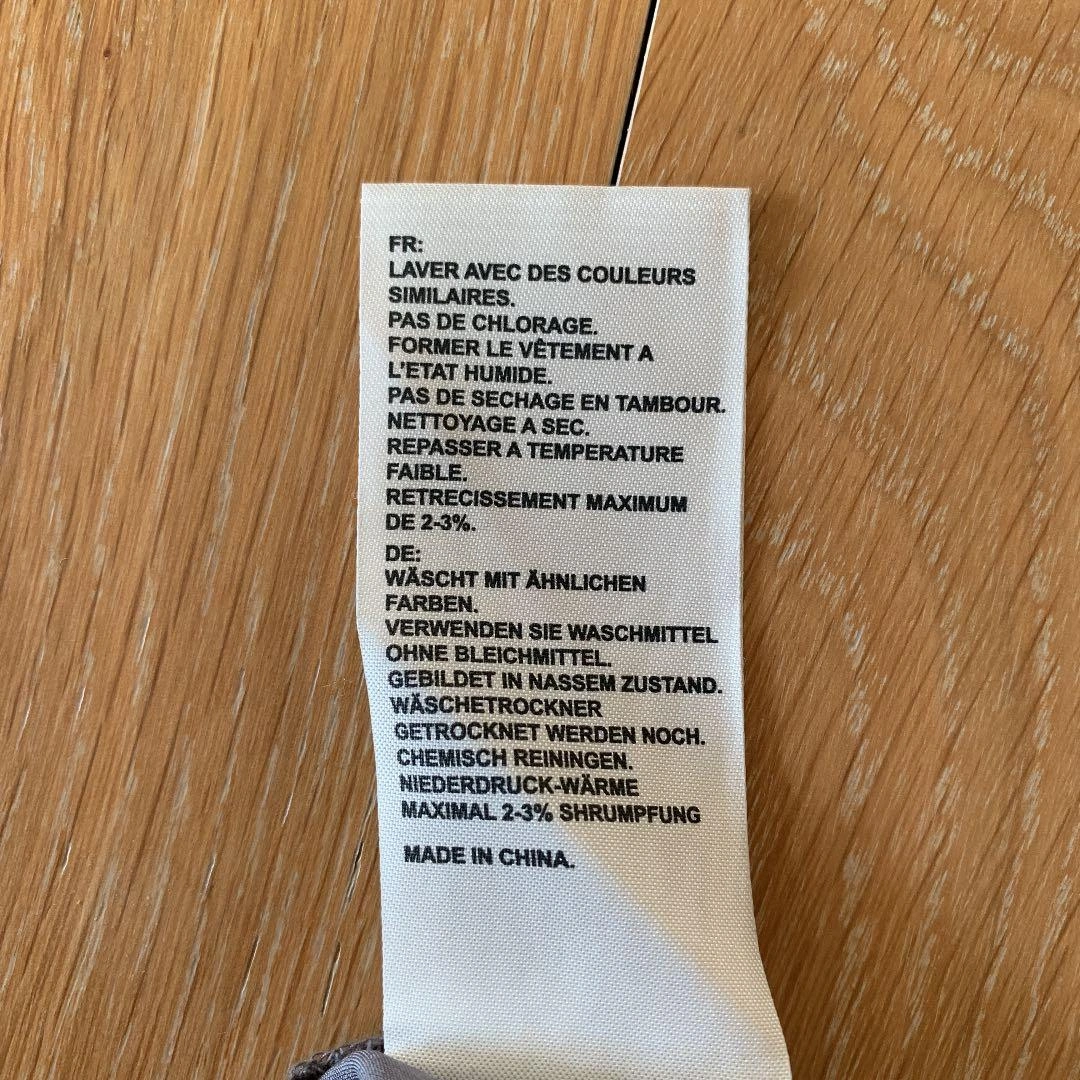 FR:
LAVER AVEC DES COULEURS
SIMILAIRES.
PAS DE CHLORAGE.
FORMER LE VÊTEMENT A
L'ETAT HUMIDE.
PAS DE SECHAGE EN TAMBOUR.
NETTOYAGE A SEC.
REPASSER A TEMPERATURE
FAIBLE.
RETRECISSEMENT MAXIMUM
DE 2-3%.
DE:
WÄSCHT MIT ÄHNLICHEN
FARBEN.
VERWENDEN SIE WASCHMITTEL
OHNE BLEICHMITTEL.
GEBILDET IN NASSEM ZUSTAND.
WÄSCHETROCKNER
GETROCKNET WERDEN NOCH.
CHEMISCH REININGEN.
NIEDERDRUCK-WÄRME
MAXIMAL 2-3% SHRUMPFUNG
MADE IN CHINA.